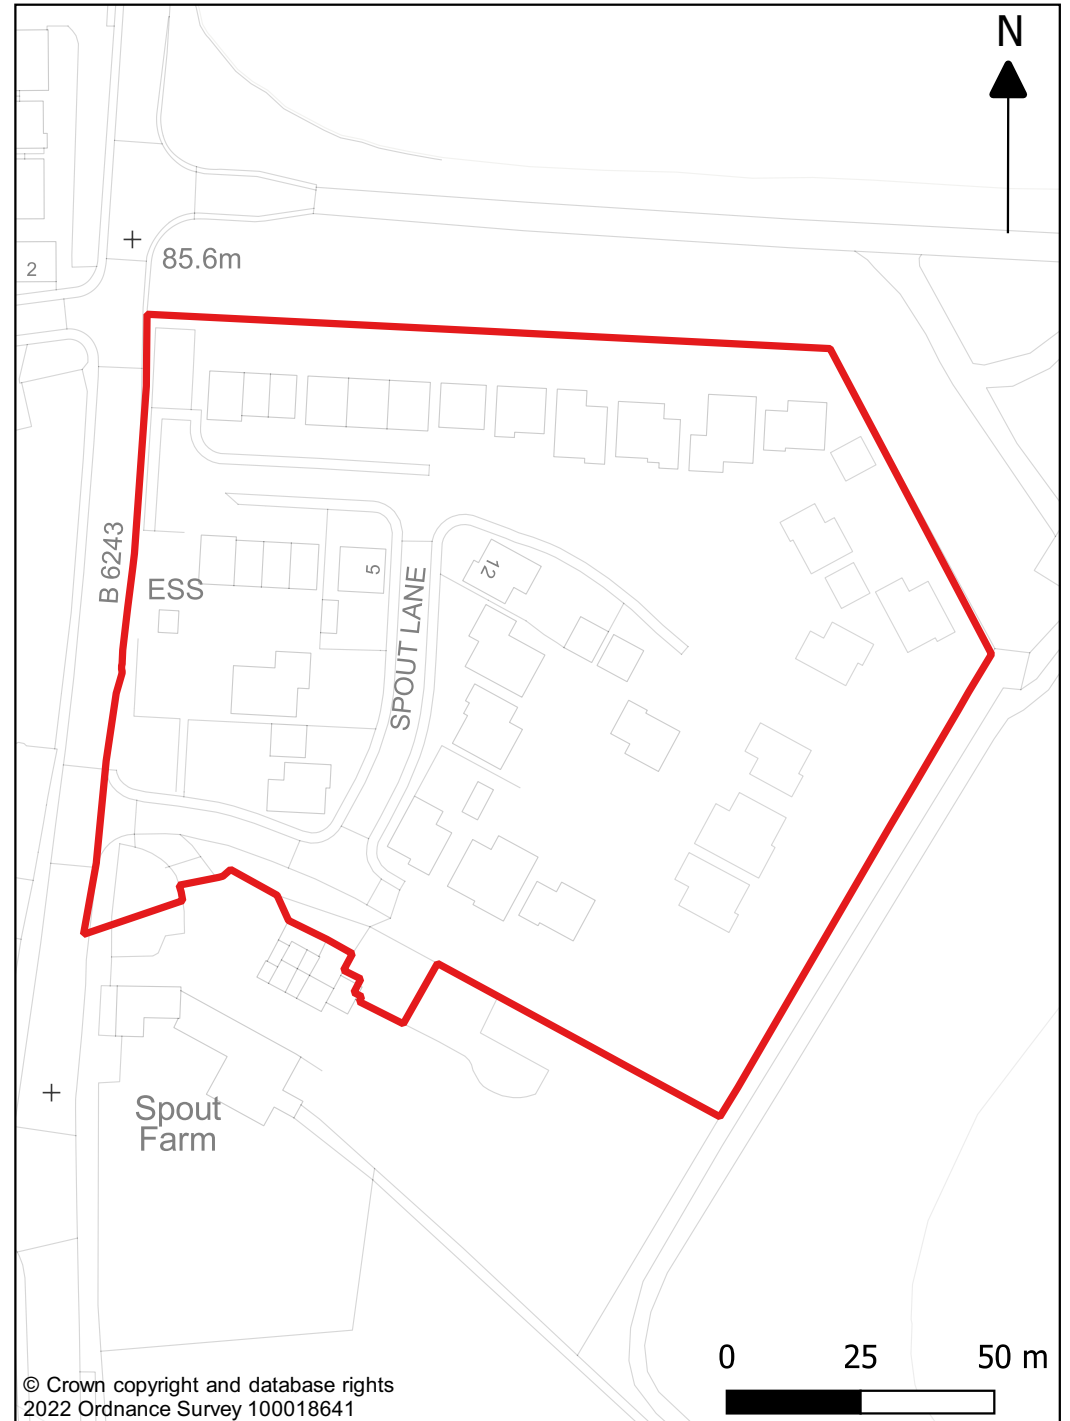 N
85.6m
2
B 6243
ESS
5
12
SPOUT LANE
Spout
Farm
0 25 50 m
© Crown copyright and database rights
2022 Ordnance Survey 100018641